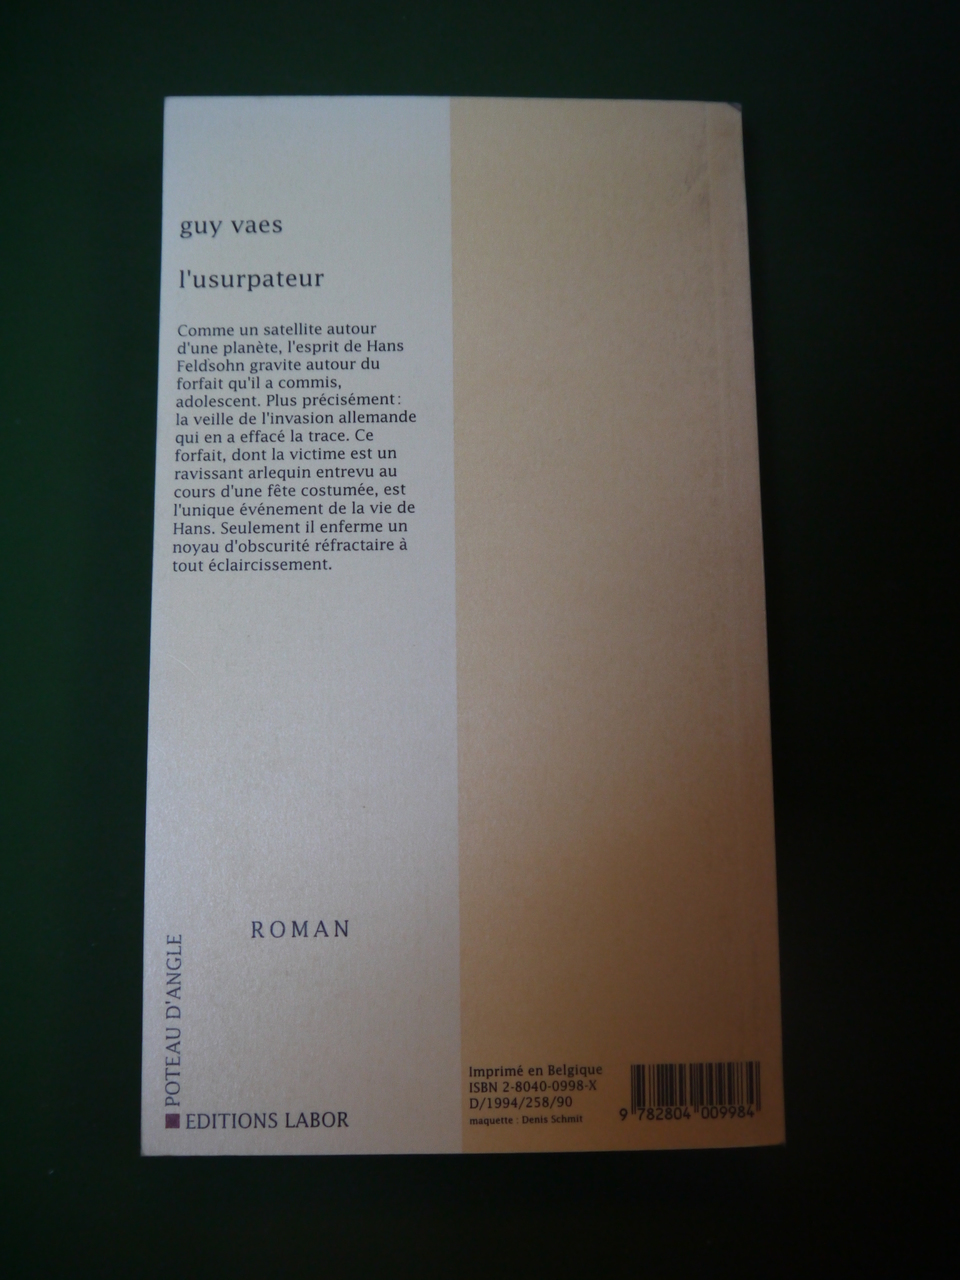 guy vaes
l'usurpateur
Comme un satellite autour
d'une planète, l'esprit de Hans
Feldsohn gravite autour du
forfait qu'il a commis,
adolescent. Plus précisément :
la veille de l'invasion allemande
qui en a effacé la trace. Ce
forfait, dont la victime est un
ravissant arlequin entrevu au
cours d'une fête costumée, est
l'unique événement de la vie de
Hans. Seulement il enferme un
noyau d'obscurité réfractaire à
tout éclaircissement.
ROMAN
POTEAU D'ANGLE
EDITIONS LABOR
Imprimé en Belgique
ISBN 2-8040-0998-X
D/1994/258/90
maquette : Denis Schmit
9 782804 009984